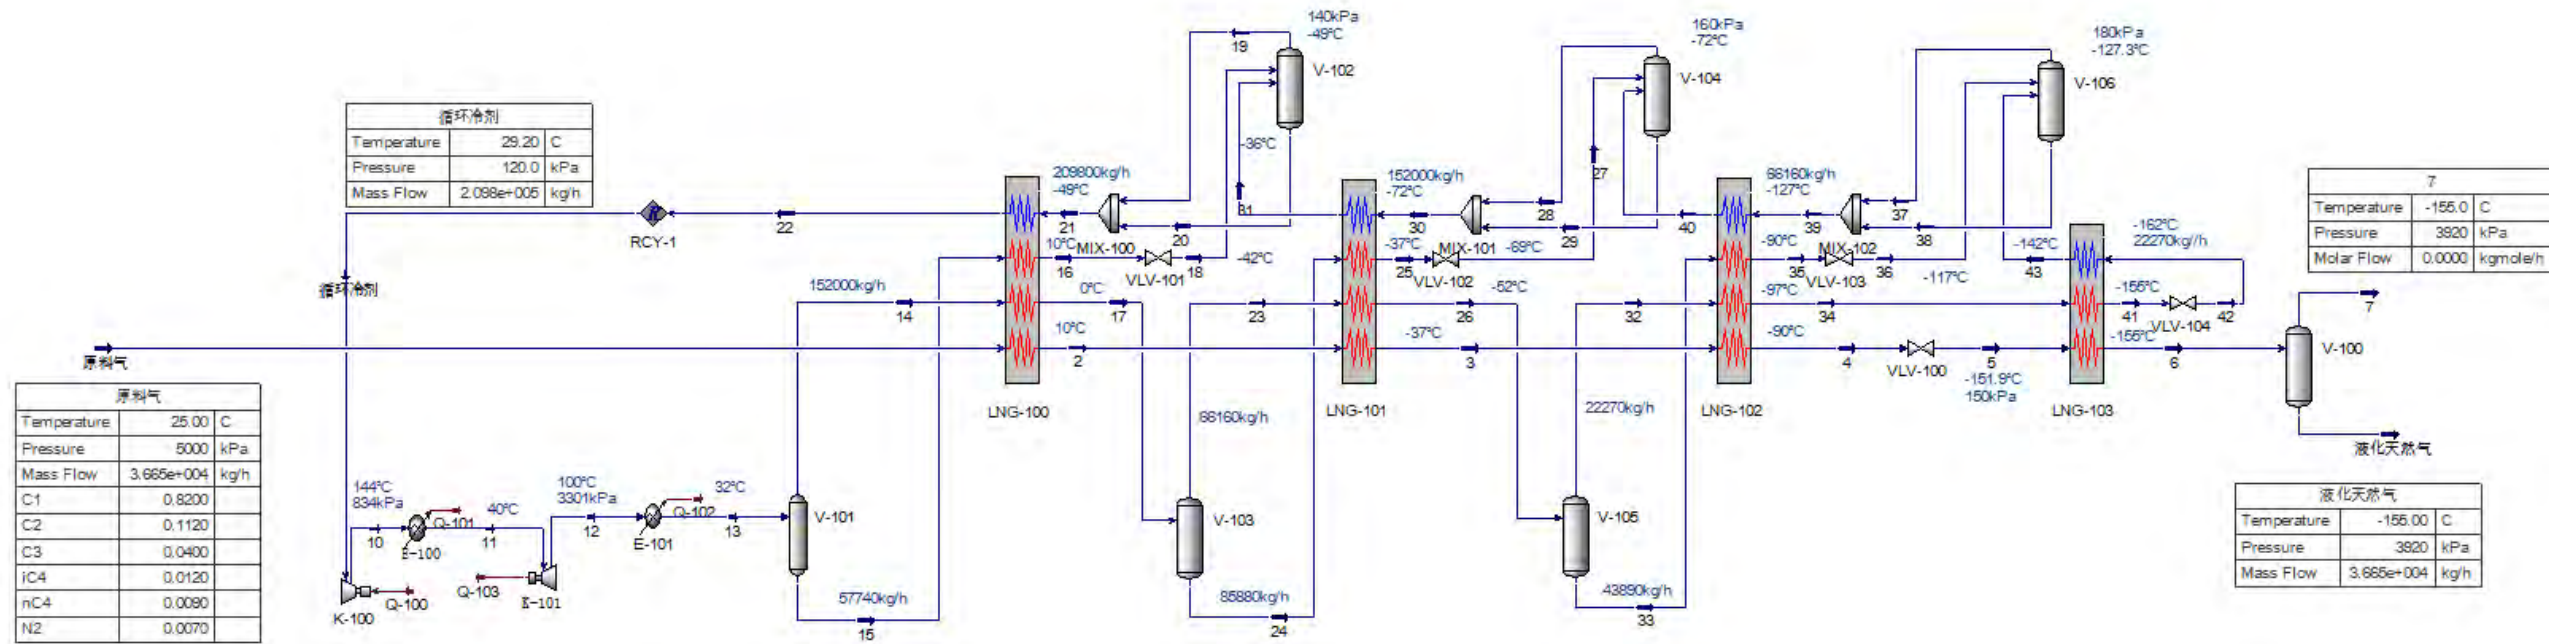 140kPa
-49℃
19
V-102
160kPa
-72℃
V-104
180kPa
-127.3℃
V-106
循环冷剂
Temperature 29.20 C
Pressure 120.0 kPa
Mass Flow 2.098e+005 kg/h
-36℃
27
209800kg/h
-49℃
152000kg/h
-72℃
66160kg/h
-127℃
7
Temperature -155.0 C
Pressure 3920 kPa
Molar Flow 0.0000 kgmole/h
RCY-1
22
21
20
31
30
28
29
40
39
37
38
-162℃
22270kg//h
10℃
16
MIX-100
VLV-101
18
-42℃
-37℃
25
MIX-101
VLV-102
-69℃
-90℃
35
MIX-102
VLV-103
36
-117℃
-142℃
43
循环冷剂
152000kg/h
14
0℃
17
23
-52℃
26
32
-97℃
34
-155℃
41
VLV-104
42
7
原料气
10℃
2
-37℃
3
-90℃
4
VLV-100
5
-151.9℃
150kPa
-155℃
6
V-100
LNG-100
LNG-101
LNG-102
LNG-103
液化天然气
原料气
Temperature 25.00 C
Pressure 5000 kPa
Mass Flow 3.665e+004 kg/h
C1 0.8200
C2 0.1120
C3 0.0400
iC4 0.0120
nC4 0.0090
N2 0.0070
66160kg/h
22270kg/h
144℃
834kPa
10
Q-101
E-100
40℃
11
100℃
3301kPa
12
Q-102
E-101
32℃
13
V-101
V-103
V-105
K-100
Q-100
Q-103
K-101
57740kg/h
15
85880kg/h
24
43890kg/h
33
液化天然气
Temperature -155.00 C
Pressure 3920 kPa
Mass Flow 3.665e+004 kg/h